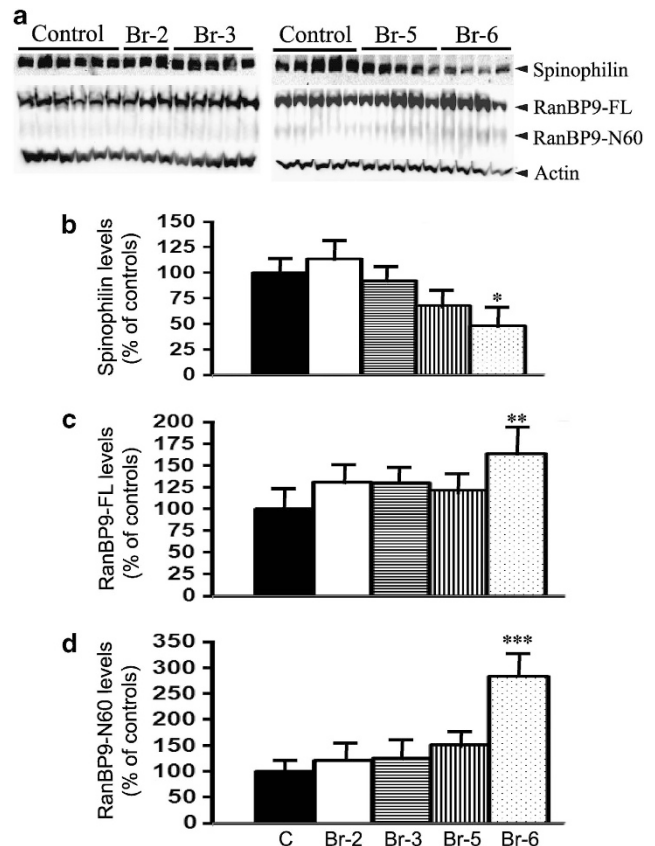 a
Control Br-2 Br-3 Control Br-5 Br-6
Spinophilin
RanBP9-FL
RanBP9-N60
Actin
b
Spinophilin levels
(% of controls)
150
125
100
75
50
25
0
*
c
RanBP9-FL levels
(% of controls)
200
175
150
125
100
75
50
25
0
**
d
RanBP9-N60 levels
(% of controls)
350
300
250
200
150
100
50
0
***
C Br-2 Br-3 Br-5 Br-6